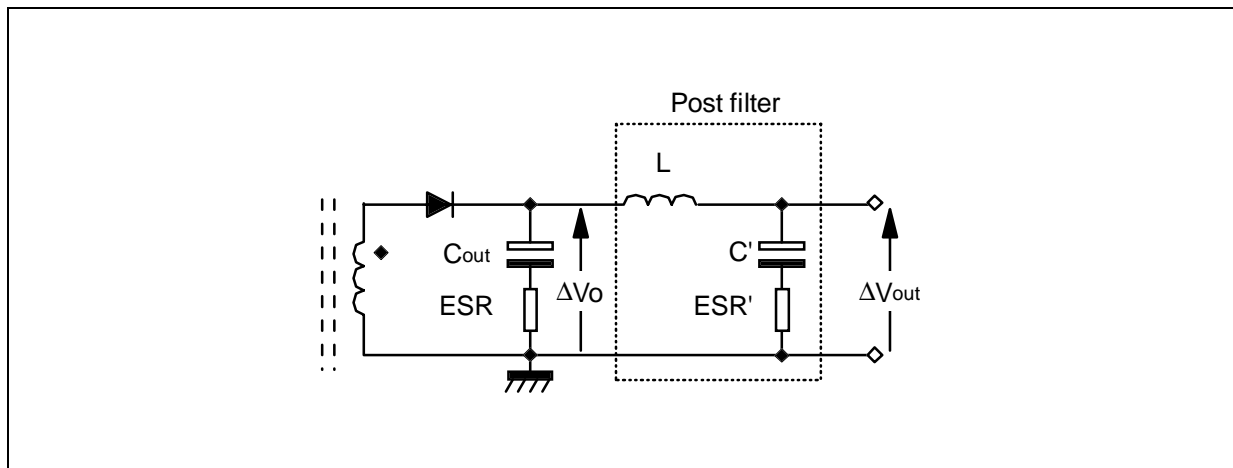 Post filter
L
Cout
ESR
ΔVo
C'
ESR'
ΔVout